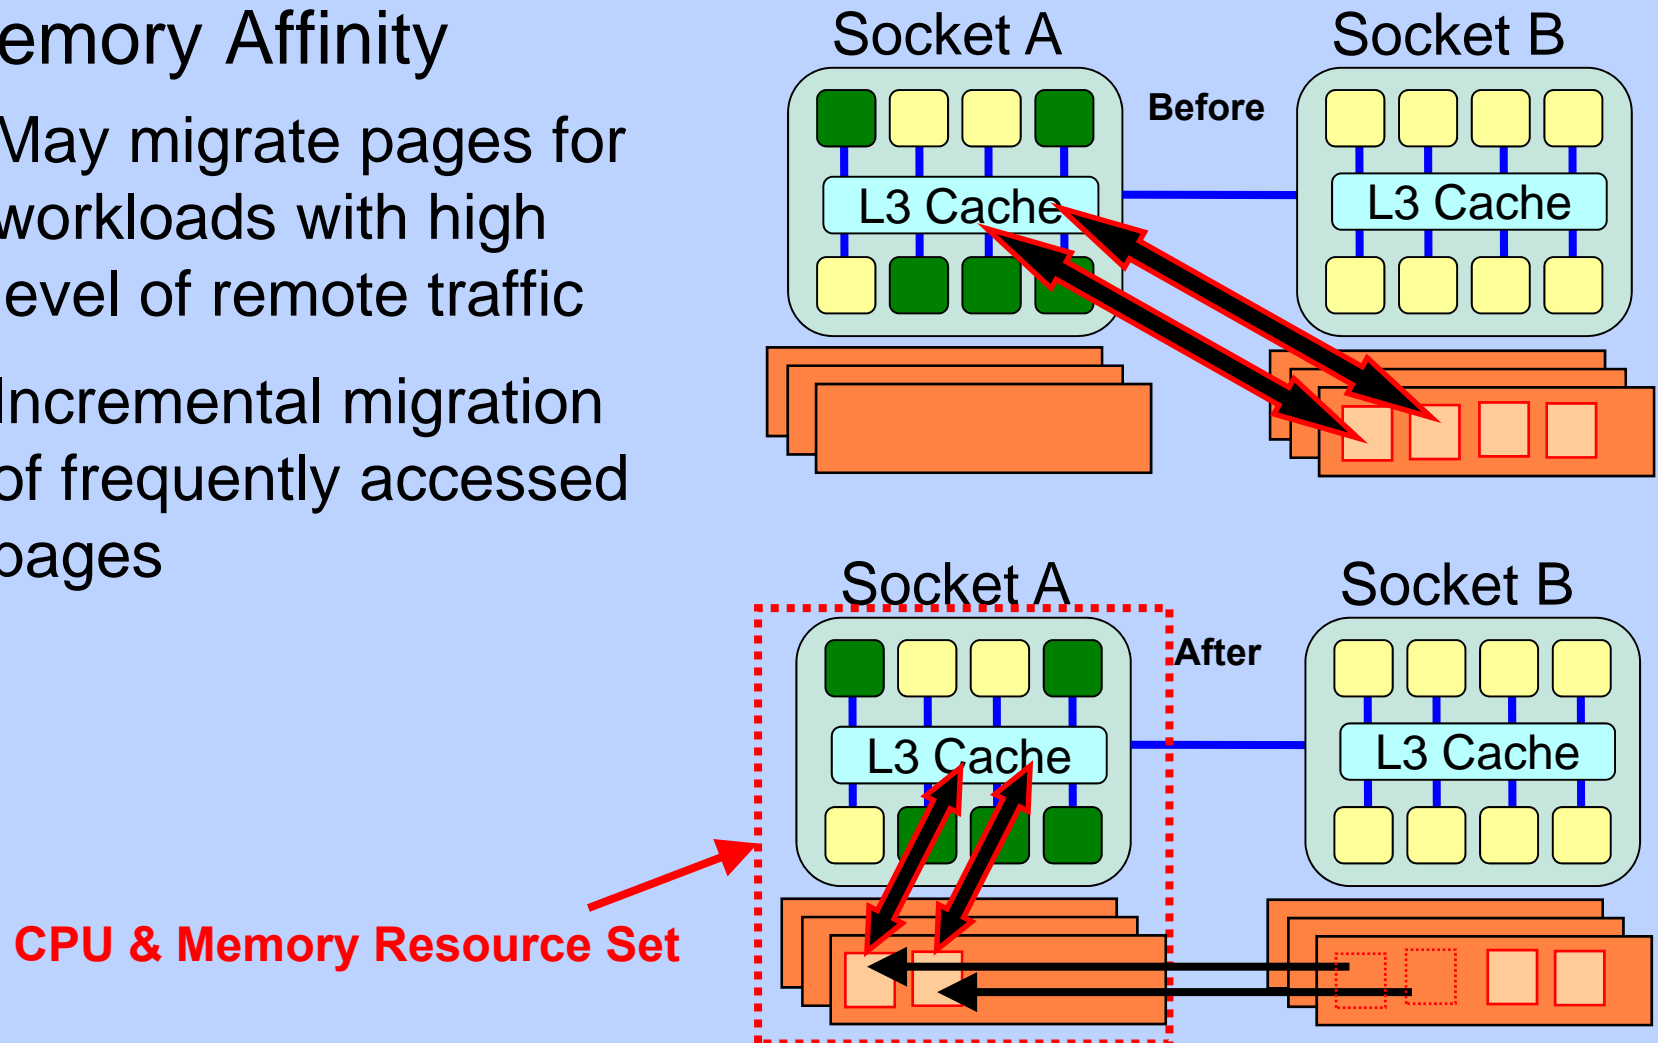 emory Affinity
May migrate pages for
workloads with high
level of remote traffic
Incremental migration
of frequently accessed
pages
Socket A
Socket B
Before
L3 Cache
L3 Cache
Socket A
Socket B
After
L3 Cache
L3 Cache
CPU & Memory Resource Set